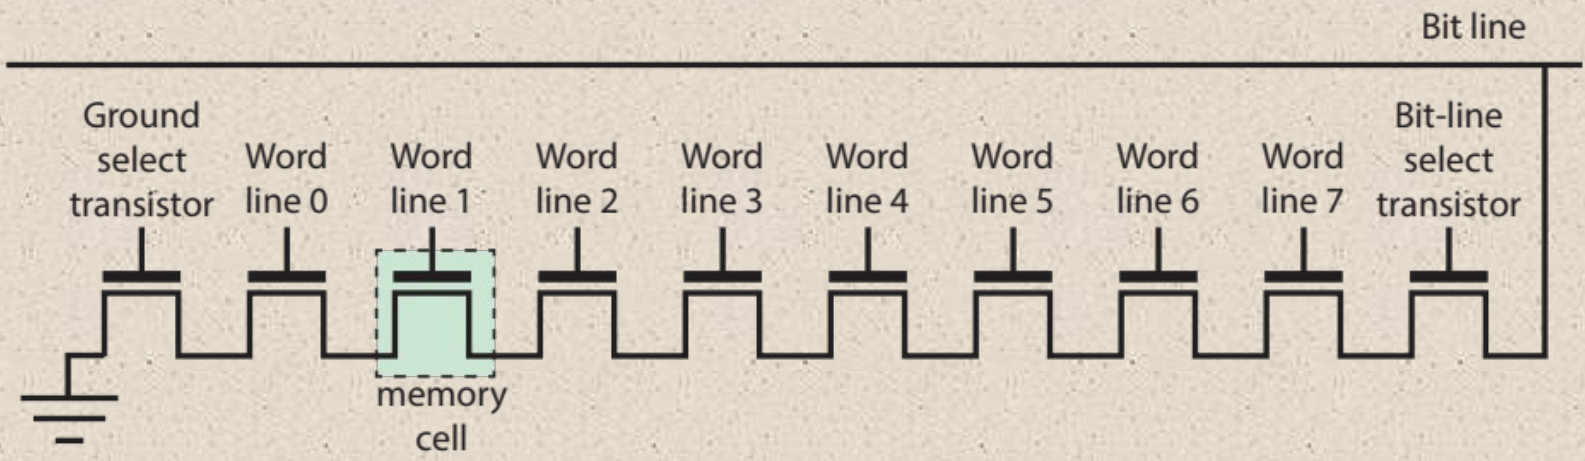 Bit line
Ground
select
transistor
Word
line 0
Word
line 1
Word
line 2
Word
line 3
Word
line 4
Word
line 5
Word
line 6
Word
line 7
Bit-line
select
transistor
memory
cell